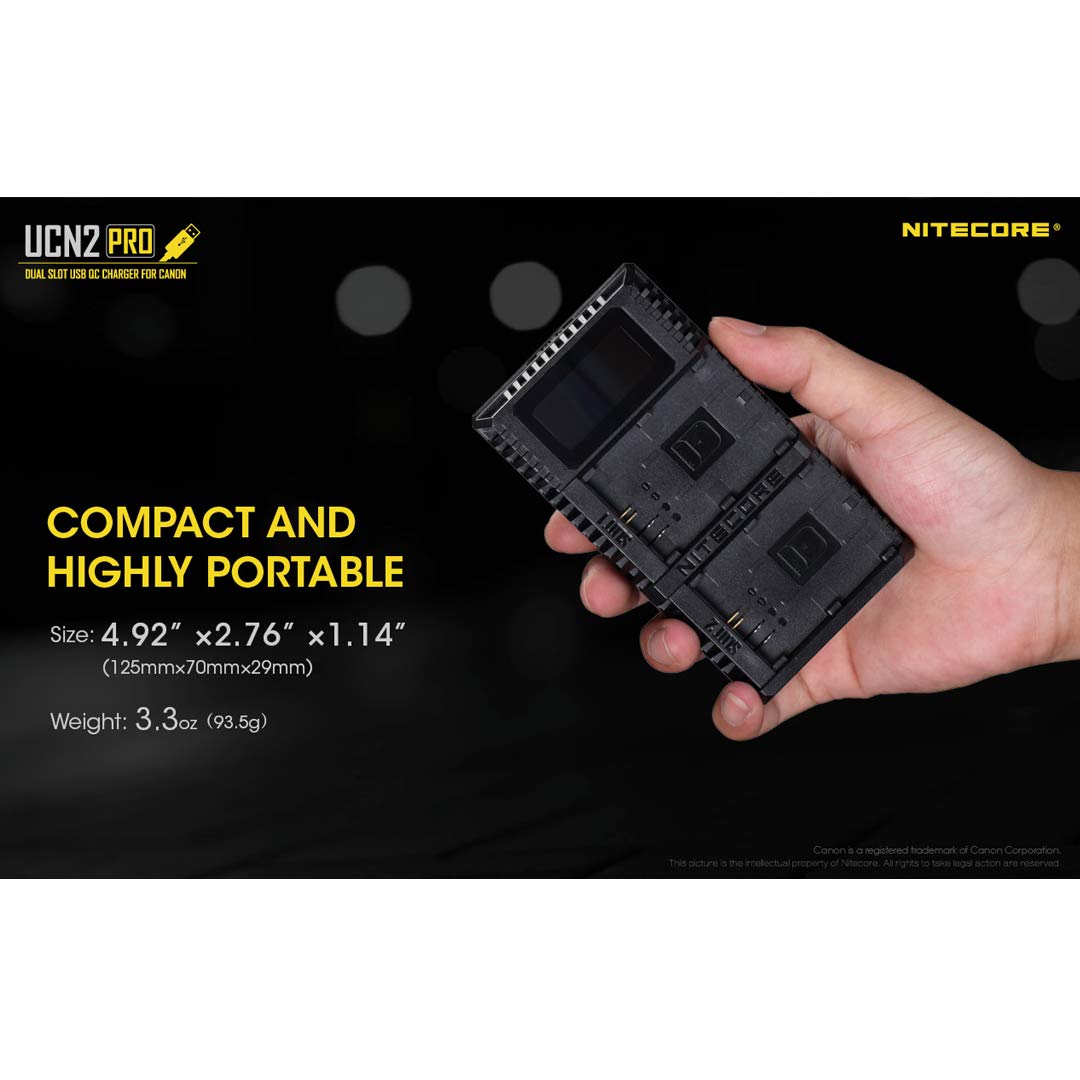 UCN2 PRO
DUAL SLOT USB QC CHARGER FOR CANON
NITECORE®
COMPACT AND
HIGHLY PORTABLE
Size: 4.92” ×2.76” ×1.14”
(125mm×70mm×29mm)
Weight: 3.3oz (93.5g)
NITECORE
Canon is a registered trademark of Canon Corporation.
This picture is the intellectual property of Nitecore. All rights to take legal action are reserved.